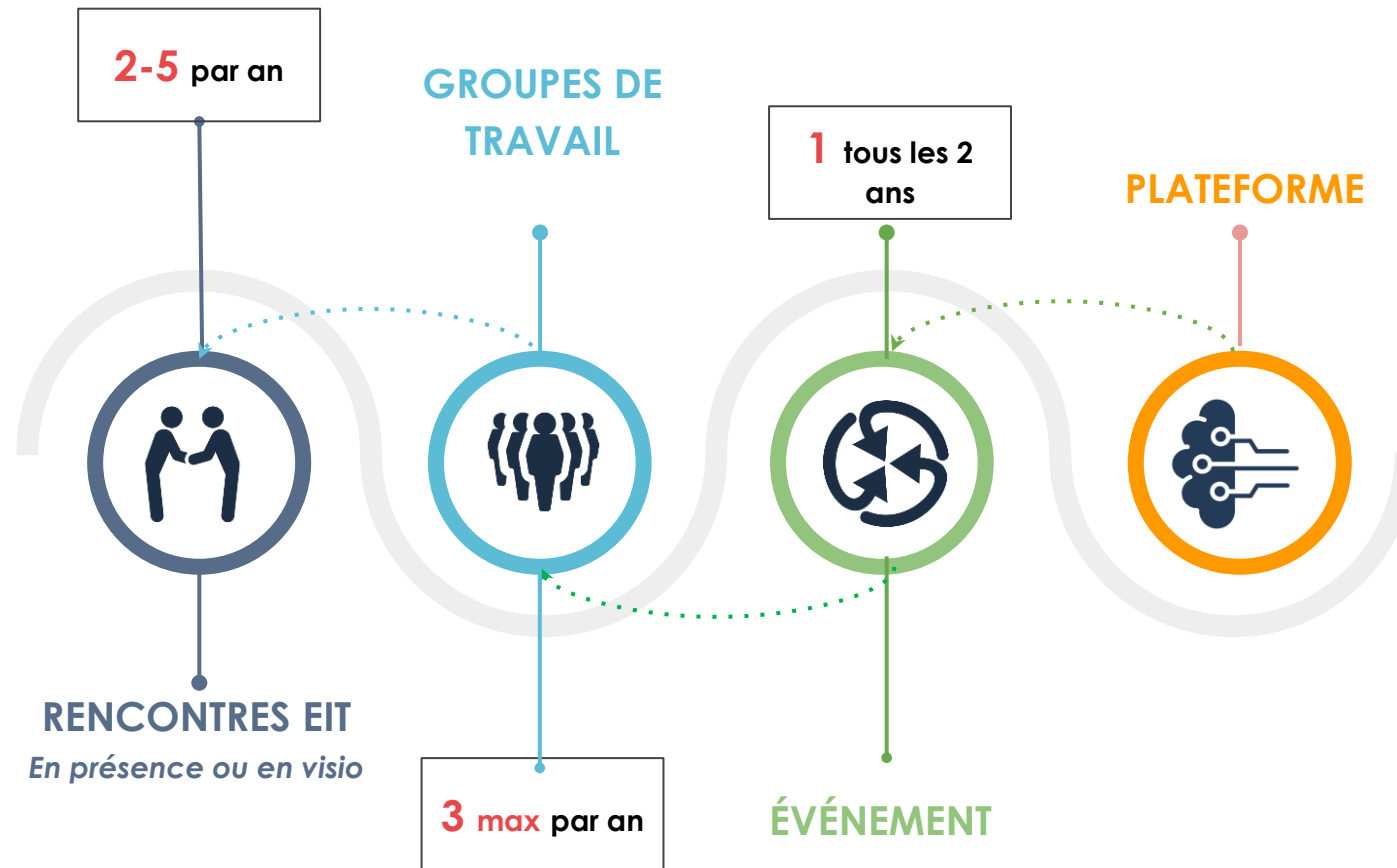 2-5 par an
GROUPES DE
TRAVAIL
1 tous les 2
ans
PLATEFORME
RENCONTRES EIT
En présence ou en visio
3 max par an
ÉVÉNEMENT